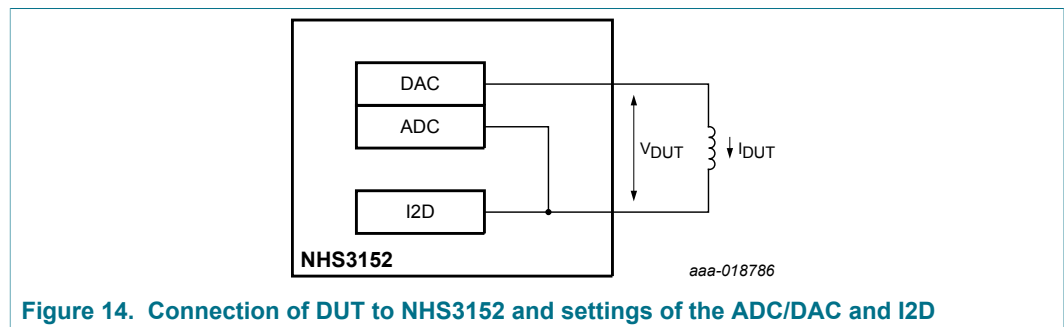 DAC
ADC
VDUT
IDUT
I2D
NHS3152
aaa-018786
Figure 14. Connection of DUT to NHS3152 and settings of the ADC/DAC and I2D